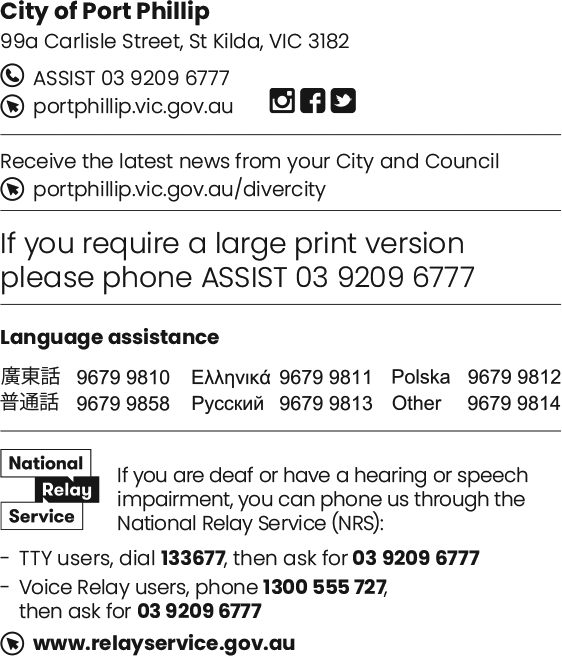 City of Port Phillip
99a Carlisle Street, St Kilda, VIC 3182
ASSIST 03 9209 6777
portphillip.vic.gov.au
Receive the latest news from your City and Council
portphillip.vic.gov.au/divercity
If you require a large print version
please phone ASSIST 03 9209 6777
Language assistance
廣東話 9679 9810 Ελληνικά 9679 9811 Polska 9679 9812
普通話 9679 9858 Русский 9679 9813 Other 9679 9814
National
Relay
Service
If you are deaf or have a hearing or speech
impairment, you can phone us through the
National Relay Service (NRS):
- TTY users, dial 133677, then ask for 03 9209 6777
- Voice Relay users, phone 1300 555 727,
then ask for 03 9209 6777
www.relayservice.gov.au